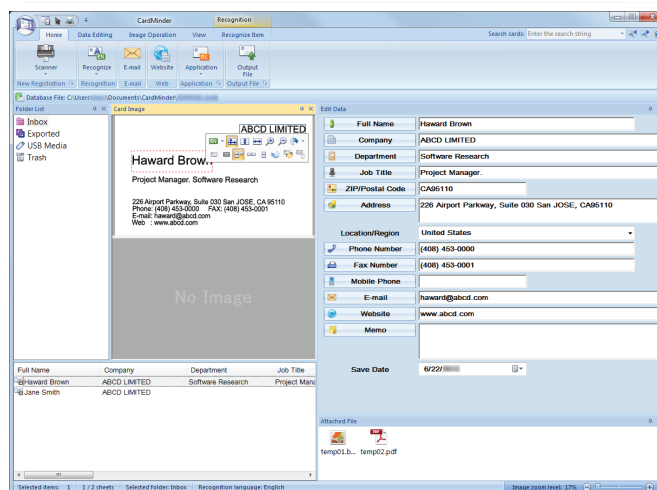 CardMinder
Recognition
Home
Data Editing
Image Operation
View
Recognize Item
Search cards:
Enter the search string
Scanner
Recognize
E-mail
Website
Application
Output
File
New Registration
Recognition
E-mail
Web
Application
Output File
Database File: C:\Users\
\Documents\CardMinder\
Folder List
Card Image
Edit Data
Inbox
Exported
USB Media
Trash
ABCD LIMITED
Haward Brown
Project Manager. Software Research
226 Airport Parkway, Suite 030 San JOSE, CA 95110
Phone: (408) 453-0000 FAX: (408) 453-0001
E-mail: haward@abcd.com
Web : www.abcd.com
No Image
Full Name
Haward Brown
Company
ABCD LIMITED
Department
Software Research
Job Title
Project Manager.
ZIP/Postal Code
CA95110
Address
226 Airport Parkway, Suite 030 San JOSE, CA95110
Location/Region
United States
Phone Number
(408) 453-0000
Fax Number
(408) 453-0001
Mobile Phone
E-mail
haward@abcd.com
Website
www.abcd.com
Memo
Save Date
6/22/
Full Name Company Department Job Title
Haward Brown ABCD LIMITED Software Research Project Mana
Jane Smith ABCD LIMITED
Attached File
temp01.b...
temp02.pdf
Selected items: 1
1 / 2 sheets
Selected folder: Inbox
Recognition language: English
Image zoom level: 17%